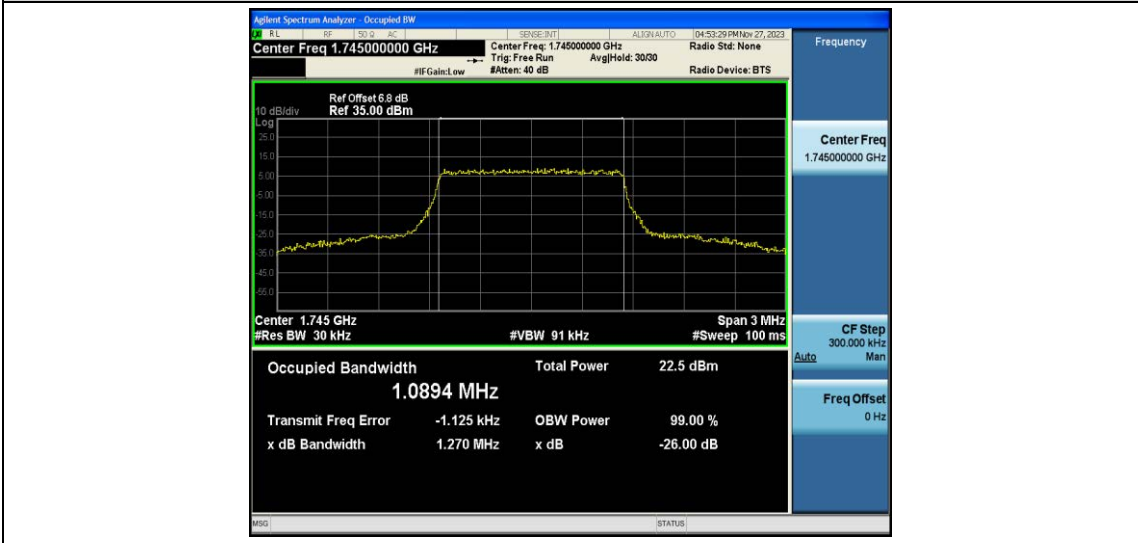 Agilent Spectrum Analyzer - Occupied BW
RL RF 50 Ω AC SENSE:INT ALIGN AUTO 04:53:29 PM Nov 27, 2023
Center Freq 1.745000000 GHz Center Freq: 1.745000000 GHz Radio Std: None Frequency
Trig: Free Run Avg|Hold: 30/30
#IFGain:Low #Atten: 40 dB Radio Device: BTS
Ref Offset 6.8 dB
10 dB/div Ref 35.00 dBm
Log
25.0
15.0
5.00
-5.00
-15.0
-25.0
-35.0
-45.0
-55.0
Center Freq
1.745000000 GHz
Center 1.745 GHz Span 3 MHz
#Res BW 30 kHz #VBW 91 kHz #Sweep 100 ms
CF Step
300.000 kHz
Auto Man
Occupied Bandwidth Total Power 22.5 dBm
1.0894 MHz
Freq Offset
0 Hz
Transmit Freq Error -1.125 kHz OBW Power 99.00 %
x dB Bandwidth 1.270 MHz x dB -26.00 dB
MSG STATUS